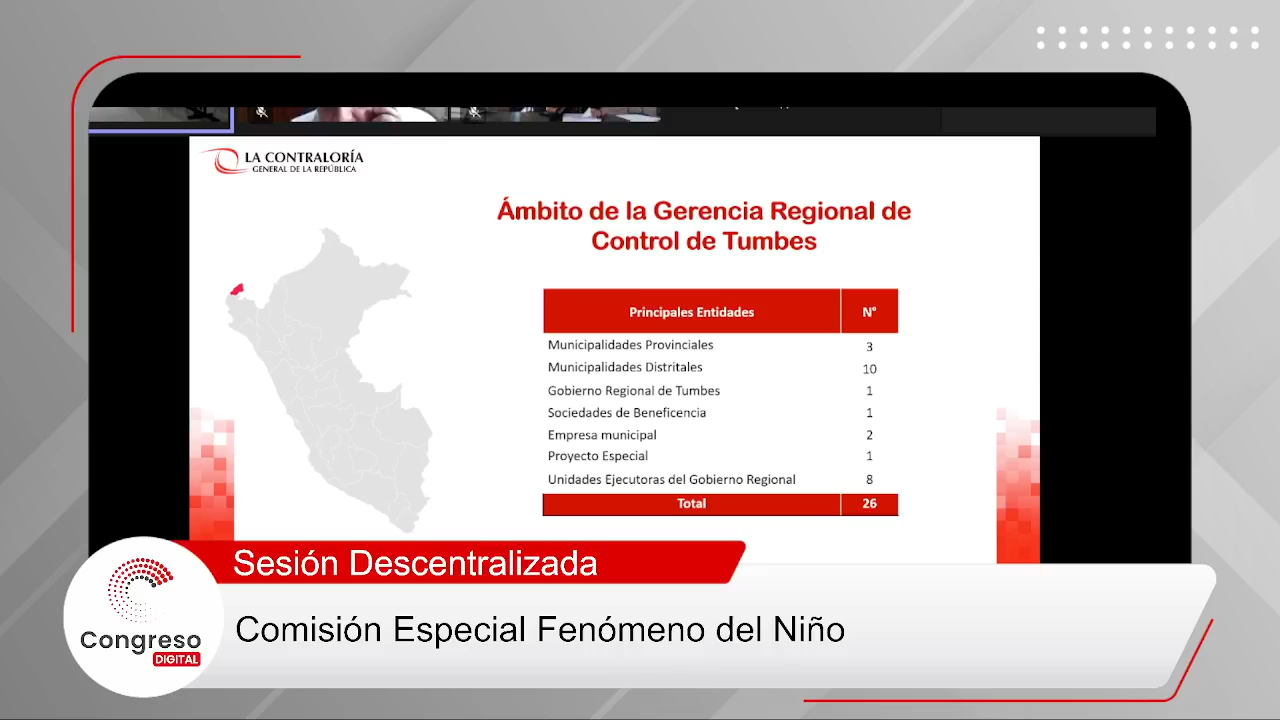 LA CONTRALORÍA
GENERAL DE LA REPÚBLICA
Ámbito de la Gerencia Regional de
Control de Tumbes
Principales Entidades N°
Municipalidades Provinciales 3
Municipalidades Distritales 10
Gobierno Regional de Tumbes 1
Sociedades de Beneficencia 1
Empresa municipal 2
Proyecto Especial 1
Unidades Ejecutoras del Gobierno Regional 8
Total 26
Sesión Descentralizada
Comisión Especial Fenómeno del Niño
Congreso
DIGITAL